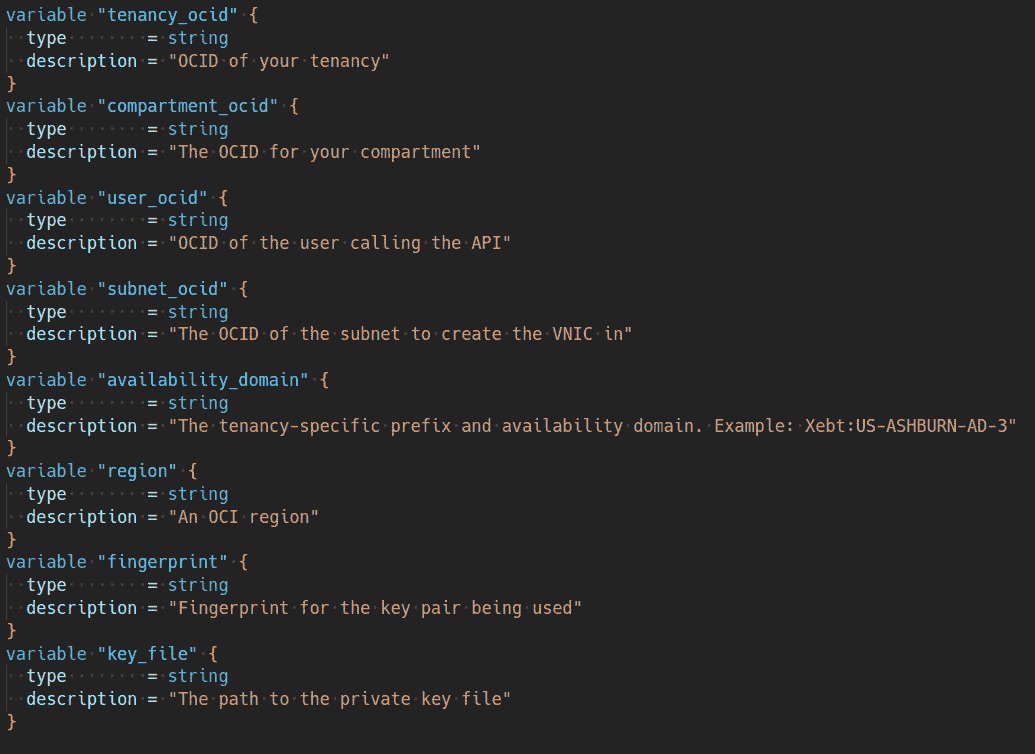 variable "tenancy_ocid" {
  type        = string
  description = "OCID of your tenancy"
}
variable "compartment_ocid" {
  type        = string
  description = "The OCID for your compartment"
}
variable "user_ocid" {
  type        = string
  description = "OCID of the user calling the API"
}
variable "subnet_ocid" {
  type        = string
  description = "The OCID of the subnet to create the VNIC in"
}
variable "availability_domain" {
  type        = string
  description = "The tenancy-specific prefix and availability domain. Example: Xebt:US-ASHBURN-AD-3"
}
variable "region" {
  type        = string
  description = "An OCI region"
}
variable "fingerprint" {
  type        = string
  description = "Fingerprint for the key pair being used"
}
variable "key_file" {
  type        = string
  description = "The path to the private key file"
}